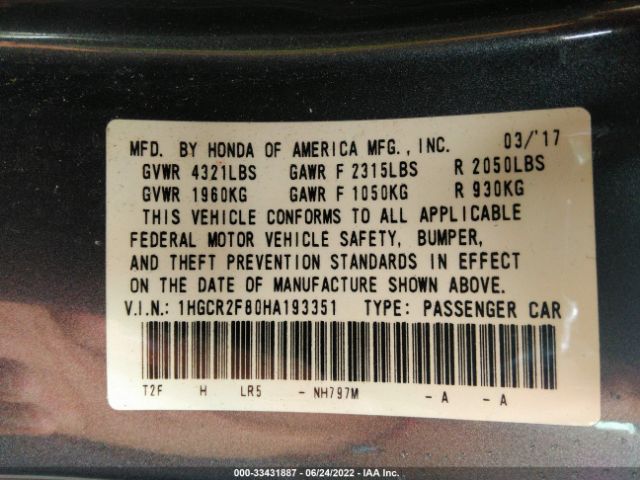 MFD. BY HONDA OF AMERICA MFG., INC. 03/'17
GVWR 4321LBS GAWR F 2315LBS R 2050LBS
GVWR 1960KG GAWR F 1050KG R 930KG
THIS VEHICLE CONFORMS TO ALL APPLICABLE
FEDERAL MOTOR VEHICLE SAFETY, BUMPER,
AND THEFT PREVENTION STANDARDS IN EFFECT
ON THE DATE OF MANUFACTURE SHOWN ABOVE.
V.I.N.: 1HGCR2F80HA193351 TYPE: PASSENGER CAR
T2F H LR5 - NH797M - A - A
000-33431887 - 06/24/2022 - IAA Inc.